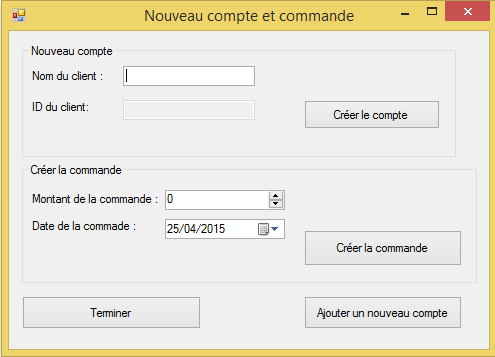 Nouveau compte et commande
Nouveau compte
Nom du client :
ID du client:
Créer le compte
Créer la commande
Montant de la commande : 0
Date de la commade : 25/04/2015
Créer la commande
Terminer
Ajouter un nouveau compte